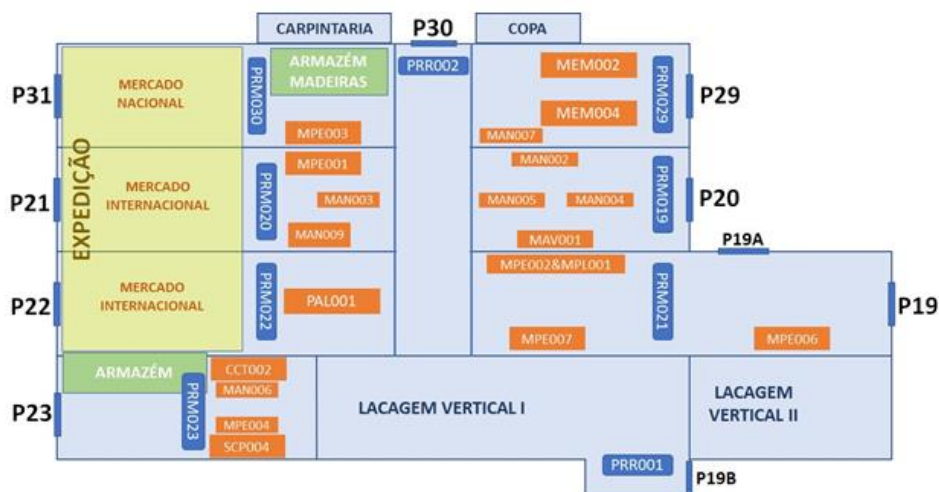 CARPINTARIA
P30
COPA
P31
MERCADO
NACIONAL
PRM030
ARMAZÉM
MADEIRAS
PRR002
MEM002
MEM004
PRM029
P29
MPE003
MAN007
EXPEDIÇÃO
P21
MERCADO
INTERNACIONAL
PRM020
MPE001
MAN003
MAN009
MAN002
MAN005
MAN004
MAV001
PRM019
P20
P19A
P22
MERCADO
INTERNACIONAL
PRM022
PAL001
MPE002&MPL001
MPE007
PRM021
MPE006
P19
ARMAZÉM
P23
PRM023
CCT002
MAN006
MPE004
SCP004
LACAGEM VERTICAL I
LACAGEM
VERTICAL II
PRR001
P19B